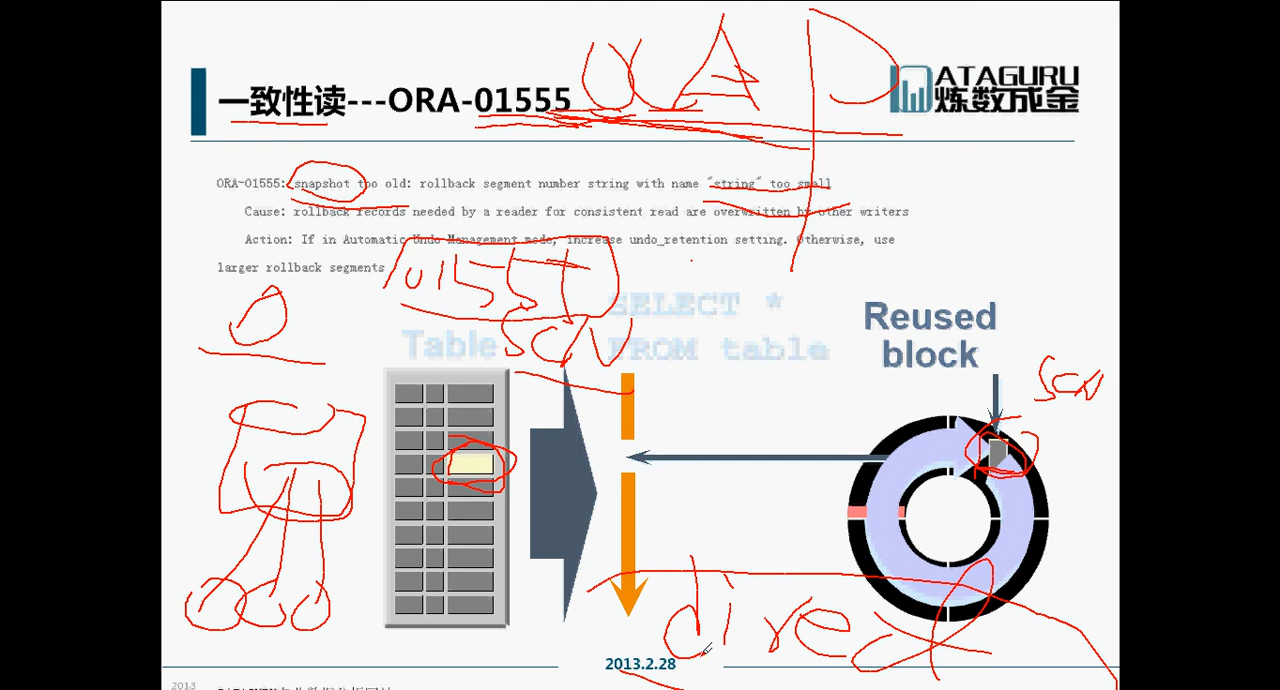 一致性读---ORA-01555
ATAGURU
炼数成金
ORA-01555: snapshot too old: rollback segment number string with name "string" too small
Cause: rollback records needed by a reader for consistent read are overwritten by other writers
Action: If in Automatic Undo Management mode, increase undo_retention setting. Otherwise, use
larger rollback segments
01555
SCN
Table
SELECT *
FROM table
Reused
block
SCN
direct
2013.2.28
2013